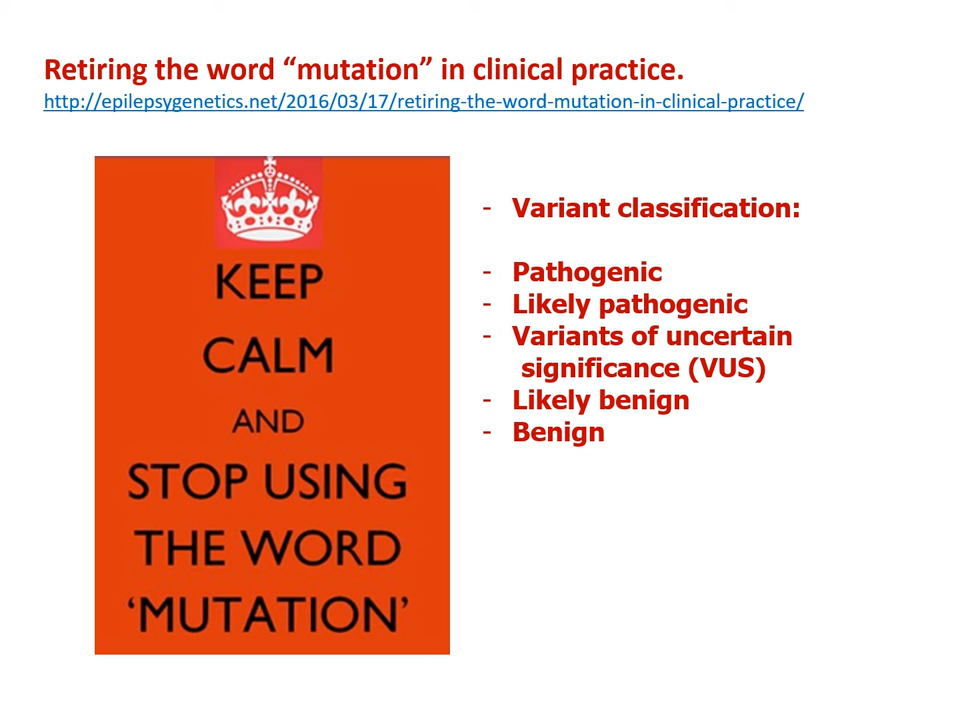 Retiring the word “mutation” in clinical practice.
http://epilepsygenetics.net/2016/03/17/retiring-the-word-mutation-in-clinical-practice/
KEEP
CALM
AND
STOP USING
THE WORD
‘MUTATION’
- Variant classification:
- Pathogenic
- Likely pathogenic
- Variants of uncertain
significance (VUS)
- Likely benign
- Benign